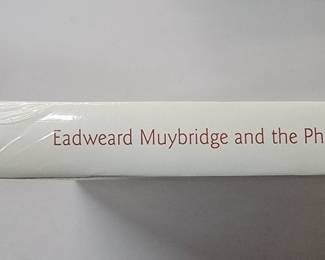 Eadweard Muybridge and the Ph